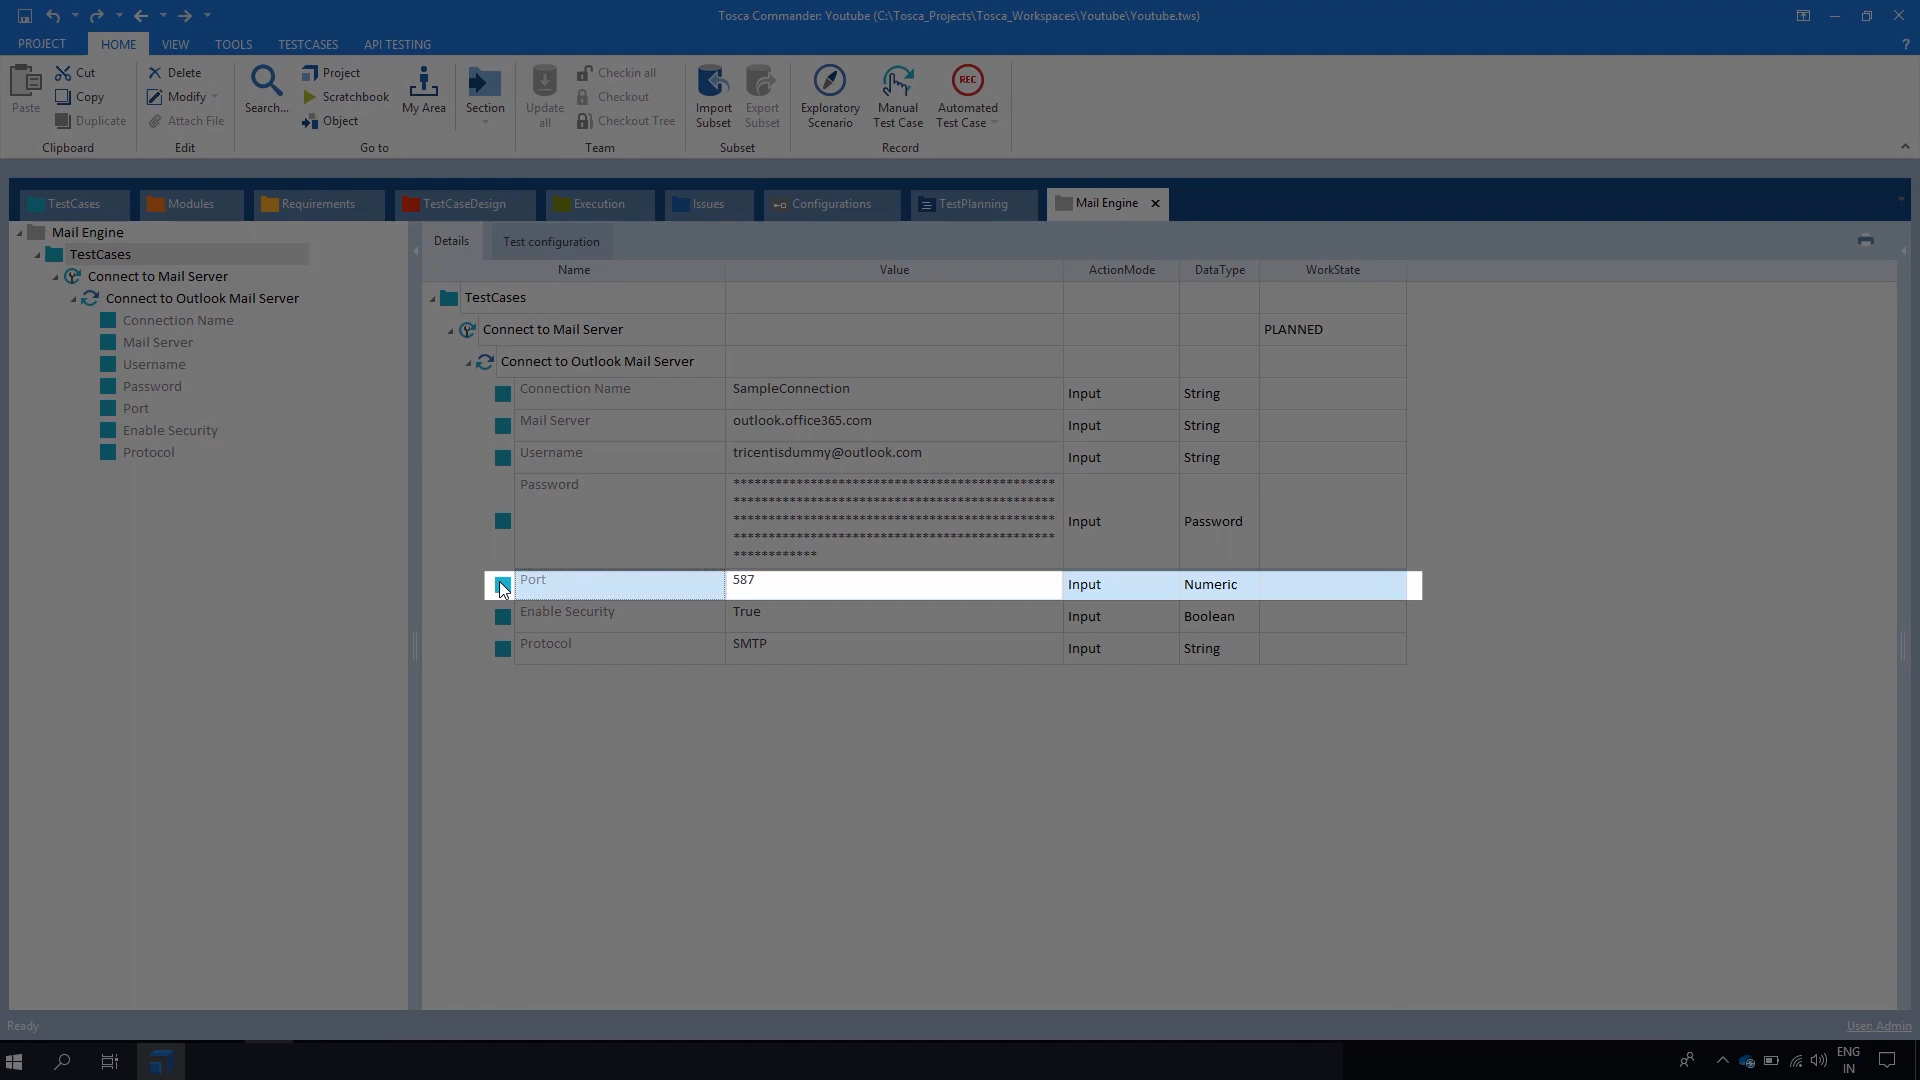 Tosca Commander: Youtube (C:\Tosca_Projects\Tosca_Workspaces\Youtube\Youtube.tws)
PROJECT HOME VIEW TOOLS TESTCASES API TESTING ?
Paste
Cut
Copy
Duplicate
Clipboard
Delete
Modify
Attach File
Edit
Search...
Project
Scratchbook
Object
My Area
Section
Go to
Update all
Checkin all
Checkout
Checkout Tree
Team
Import Subset
Export Subset
Subset
Exploratory Scenario
Manual Test Case
REC
Automated Test Case
Record
TestCases Modules Requirements TestCaseDesign Execution Issues Configurations TestPlanning Mail Engine
Mail Engine
TestCases
Connect to Mail Server
Connect to Outlook Mail Server
Connection Name
Mail Server
Username
Password
Port
Enable Security
Protocol
Details Test configuration
Name Value ActionMode DataType WorkState
TestCases
Connect to Mail Server PLANNED
Connect to Outlook Mail Server
Connection Name SampleConnection Input String
Mail Server outlook.office365.com Input String
Username tricentisdummy@outlook.com Input String
Password Input Password
Port 587 Input Numeric
Enable Security True Input Boolean
Protocol SMTP Input String
Ready User: Admin
ENG
IN